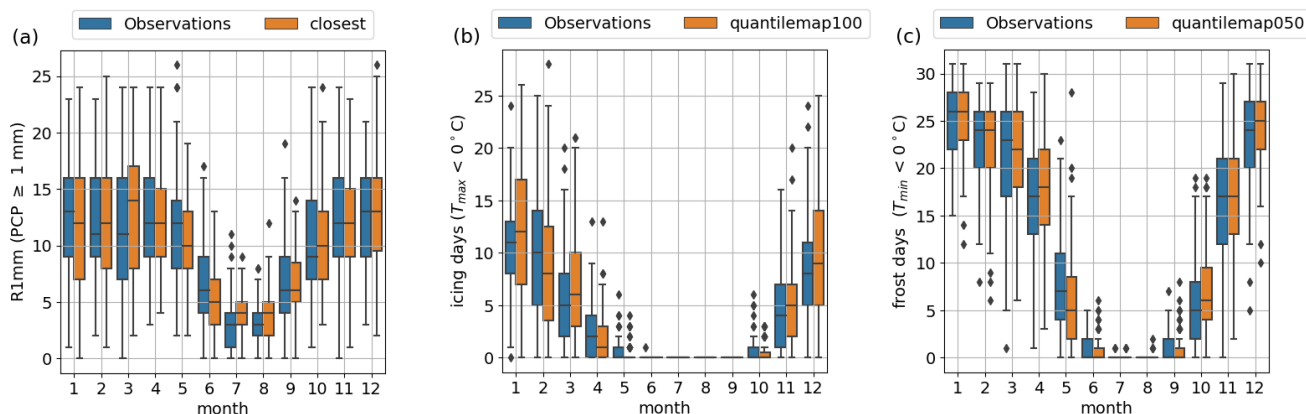 Observations closest
(a)
R1mm (PCP ≥ 1 mm)
25
20
15
10
5
0
1 2 3 4 5 6 7 8 9 10 11 12
month
Observations quantilemap100
(b)
icing days (Tmax < 0°C)
25
20
15
10
5
0
1 2 3 4 5 6 7 8 9 10 11 12
month
Observations quantilemap050
(c)
frost days (Tmin < 0°C)
30
25
20
15
10
5
0
1 2 3 4 5 6 7 8 9 10 11 12
month